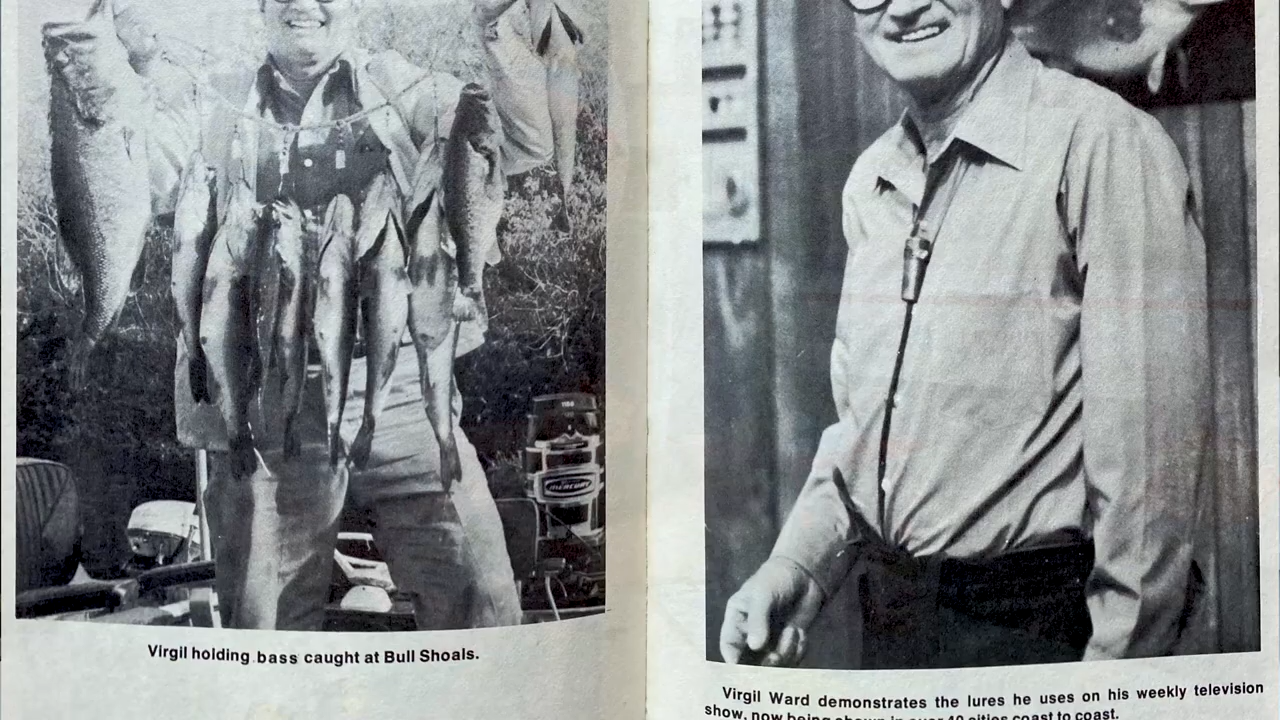 1150
MERCURY
Virgil holding bass caught at Bull Shoals.
Virgil Ward demonstrates the lures he uses on his weekly television
show, now being shown in over 40 cities coast to coast.